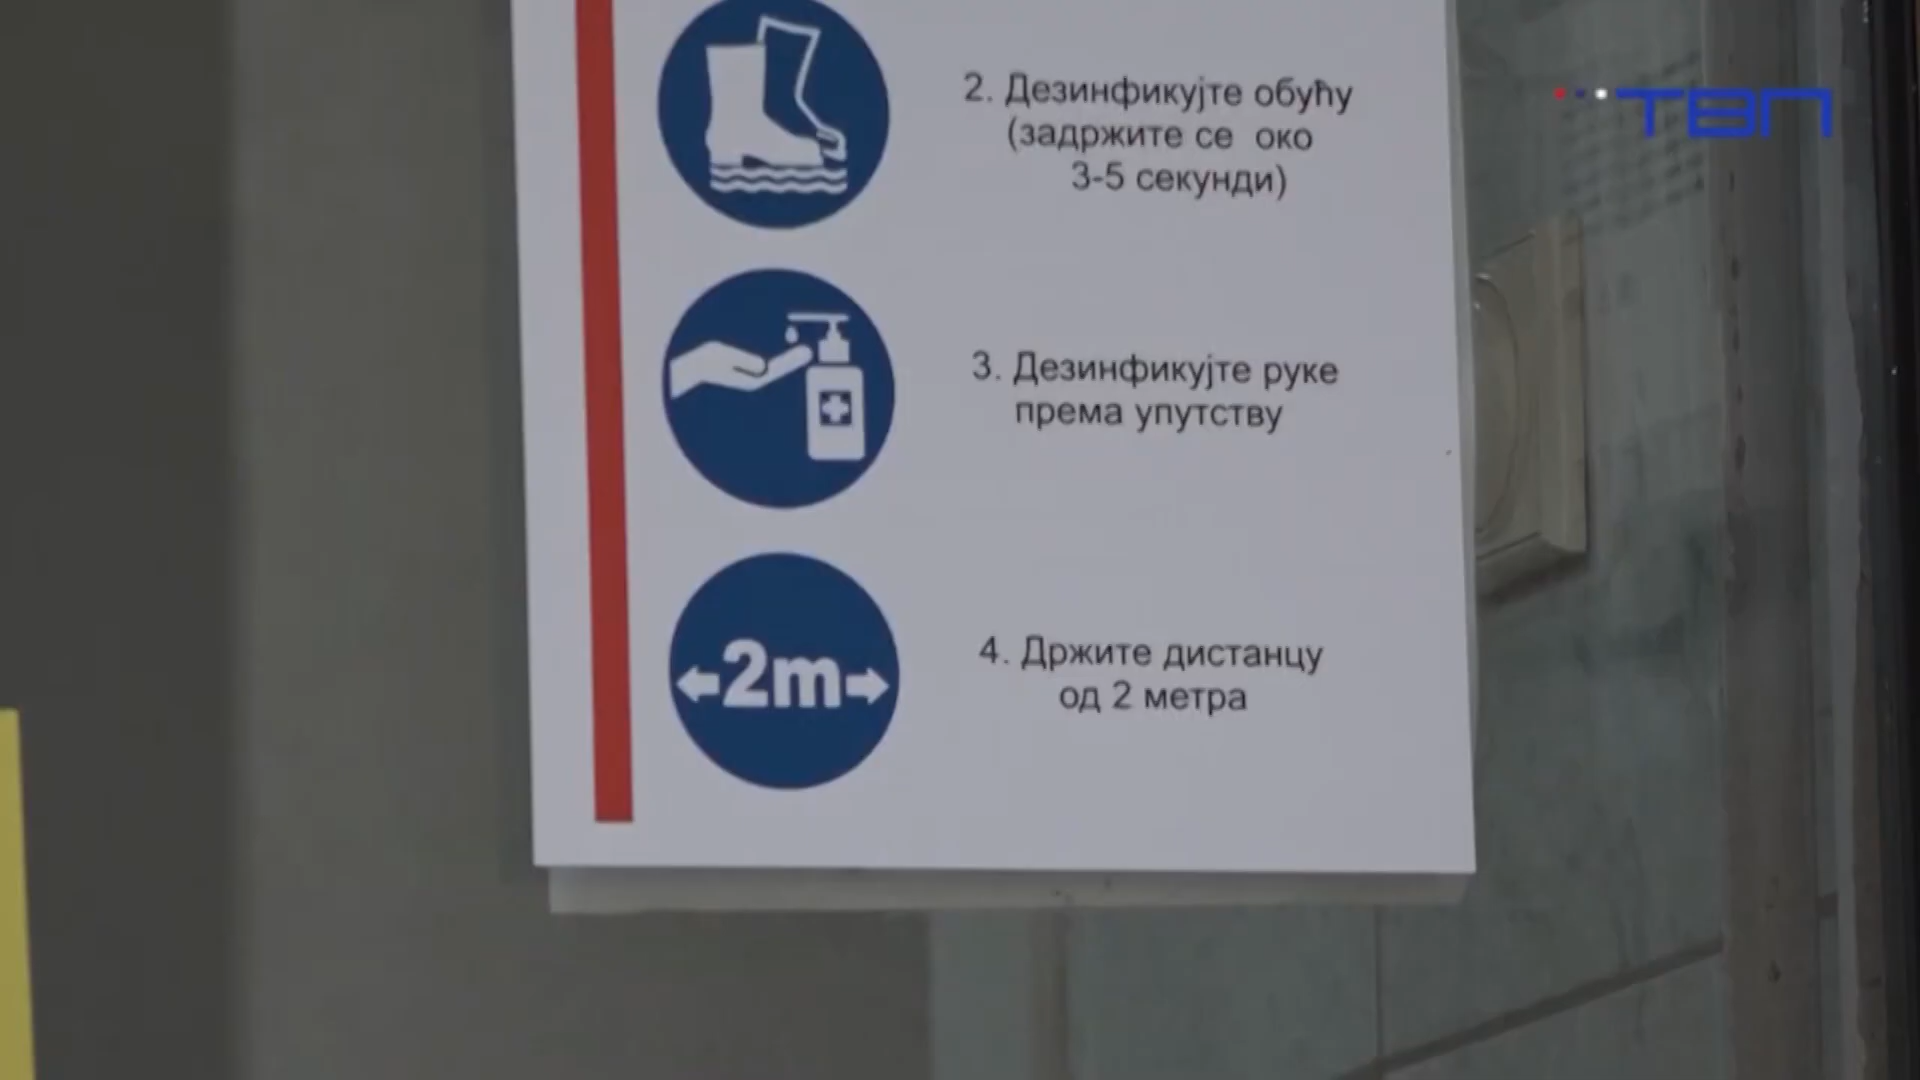 2. Дезинфикујте обућу
(задржите се око
3-5 секунди)
ТВП
3. Дезинфикујте руке
према упутству
2m
4. Држите дистанцу
од 2 метра